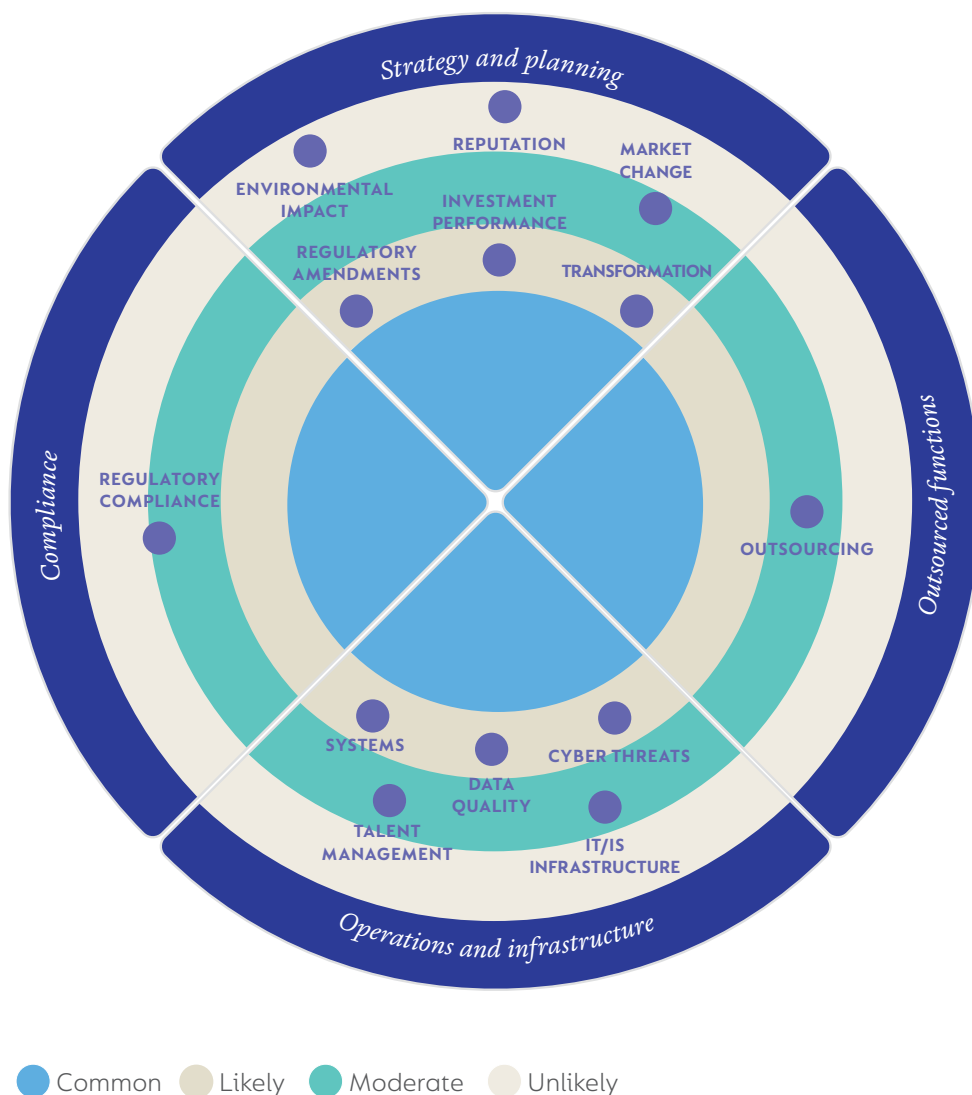 Strategy and planning
REPUTATION
MARKET
CHANGE
ENVIRONMENTAL
IMPACT
INVESTMENT
PERFORMANCE
REGULATORY
AMENDMENTS
TRANSFORMATION
Compliance
REGULATORY
COMPLIANCE
Outsourced functions
OUTSOURCING
SYSTEMS
CYBER THREATS
DATA
QUALITY
TALENT
MANAGEMENT
IT/IS
INFRASTRUCTURE
Operations and infrastructure
Common Likely Moderate Unlikely